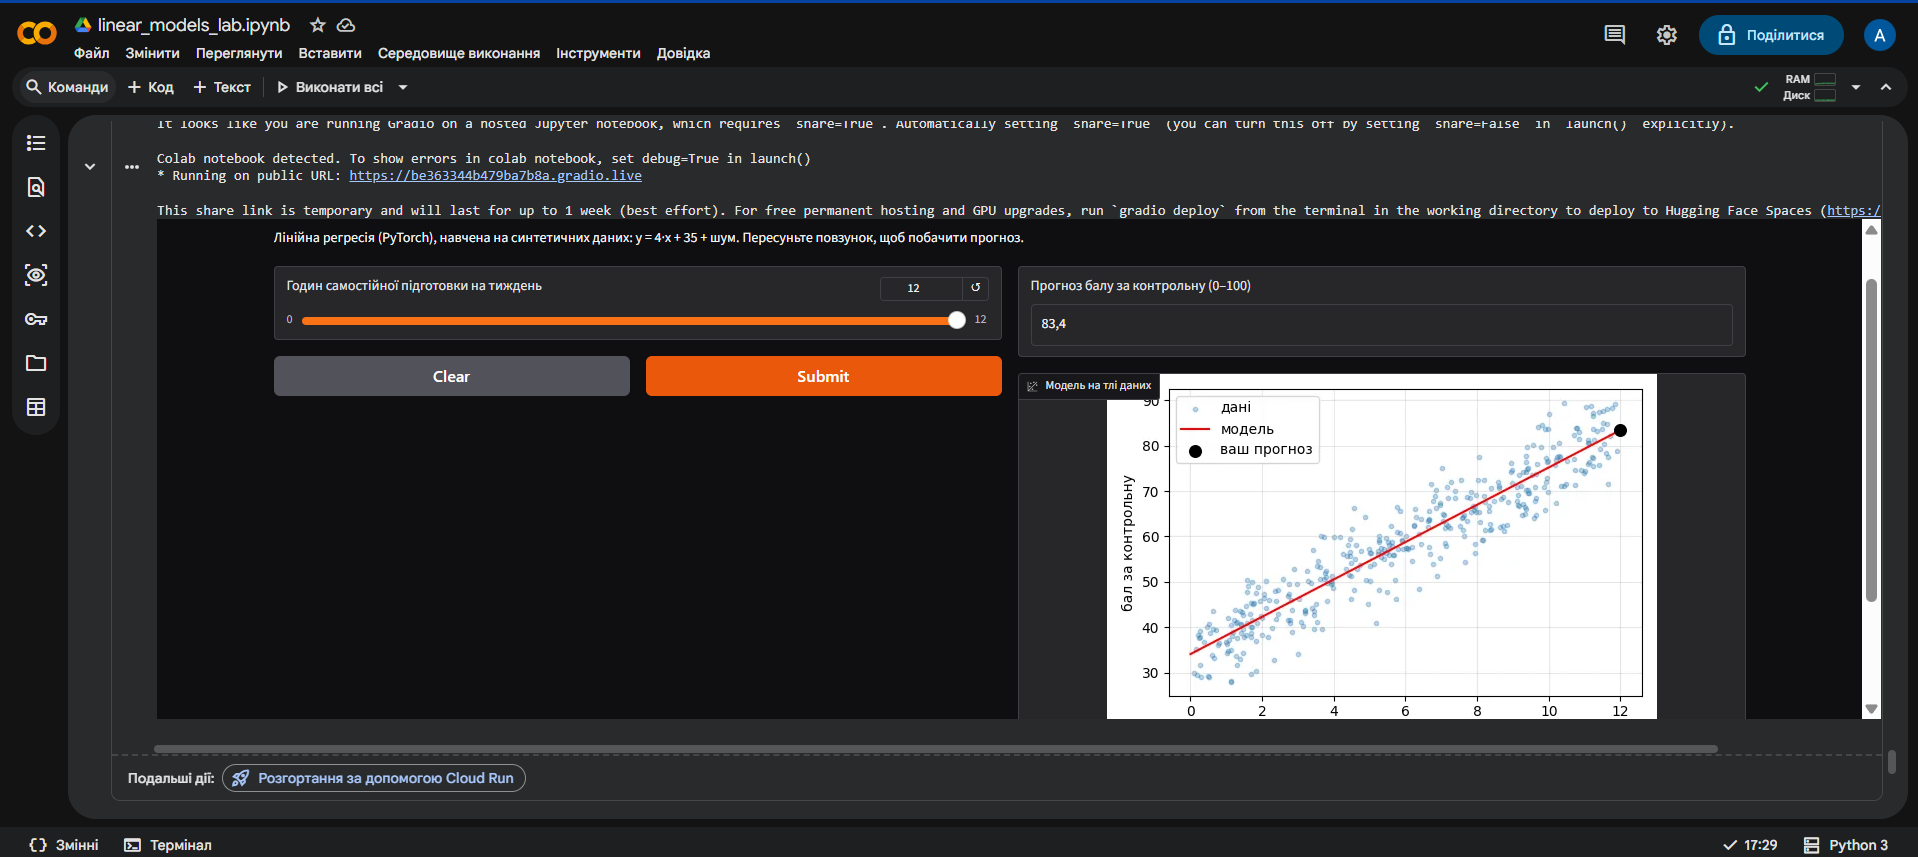 linear_models_lab.ipynb
Файл Змінити Переглянути Вставити Середовище виконання Інструменти Довідка
Поділитися
A
Команди + Код + Текст Виконати всі
RAM
Диск
It looks like you are running Gradio on a hosted Jupyter notebook, which requires `share=True`. Automatically setting `share=True` (you can turn this off by setting `share=False` in `launch()` explicitly).
Colab notebook detected. To show errors in colab notebook, set debug=True in launch()
* Running on public URL: https://be363344b479ba7b8a.gradio.live
This share link is temporary and will last for up to 1 week (best effort). For free permanent hosting and GPU upgrades, run `gradio deploy` from the terminal in the working directory to deploy to Hugging Face Spaces (https:/
Лінійна регресія (PyTorch), навчена на синтетичних даних: y = 4·x + 35 + шум. Пересуньте повзунок, щоб побачити прогноз.
Годин самостійної підготовки на тиждень
12
0
12
Clear
Submit
Прогноз балу за контрольну (0–100)
83,4
Модель на тлі даних
дані
модель
ваш прогноз
бал за контрольну
90
80
70
60
50
40
30
0 2 4 6 8 10 12
Подальші дії: Розгортання за допомогою Cloud Run
Змінні Термінал
17:29 Python 3